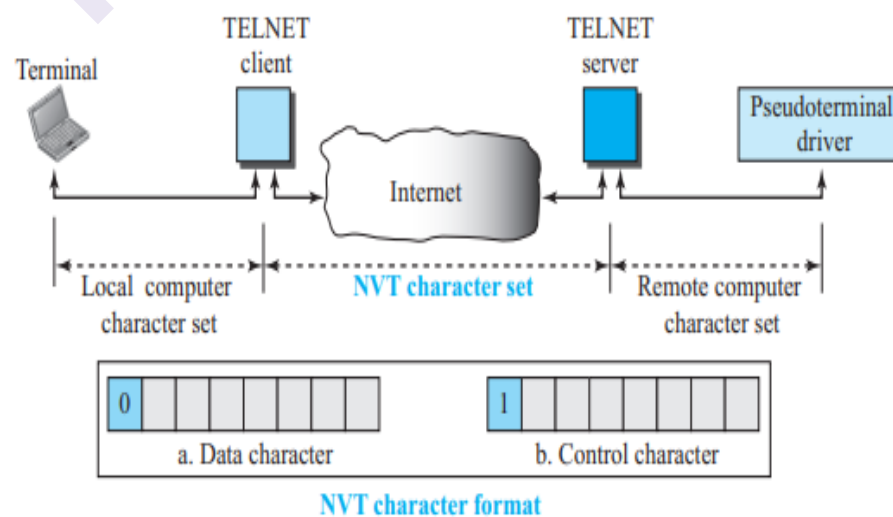 TELNET
client
TELNET
server
Terminal
Pseudoterminal
driver
Internet
Local computer
character set
NVT character set
Remote computer
character set
0
1
a. Data character
b. Control character
NVT character format